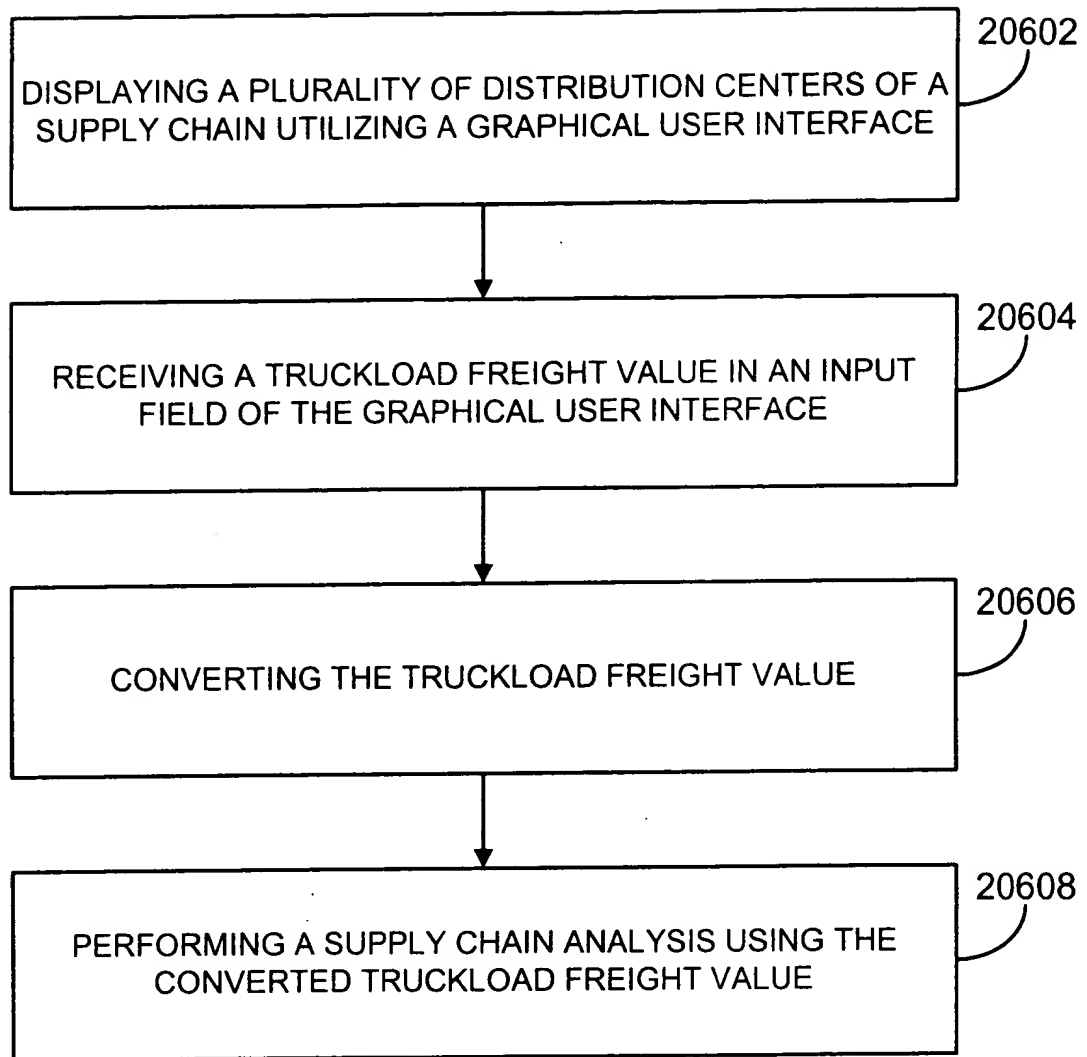 20602
DISPLAYING A PLURALITY OF DISTRIBUTION CENTERS OF A
SUPPLY CHAIN UTILIZING A GRAPHICAL USER INTERFACE
20604
RECEIVING A TRUCKLOAD FREIGHT VALUE IN AN INPUT
FIELD OF THE GRAPHICAL USER INTERFACE
20606
CONVERTING THE TRUCKLOAD FREIGHT VALUE
20608
PERFORMING A SUPPLY CHAIN ANALYSIS USING THE
CONVERTED TRUCKLOAD FREIGHT VALUE